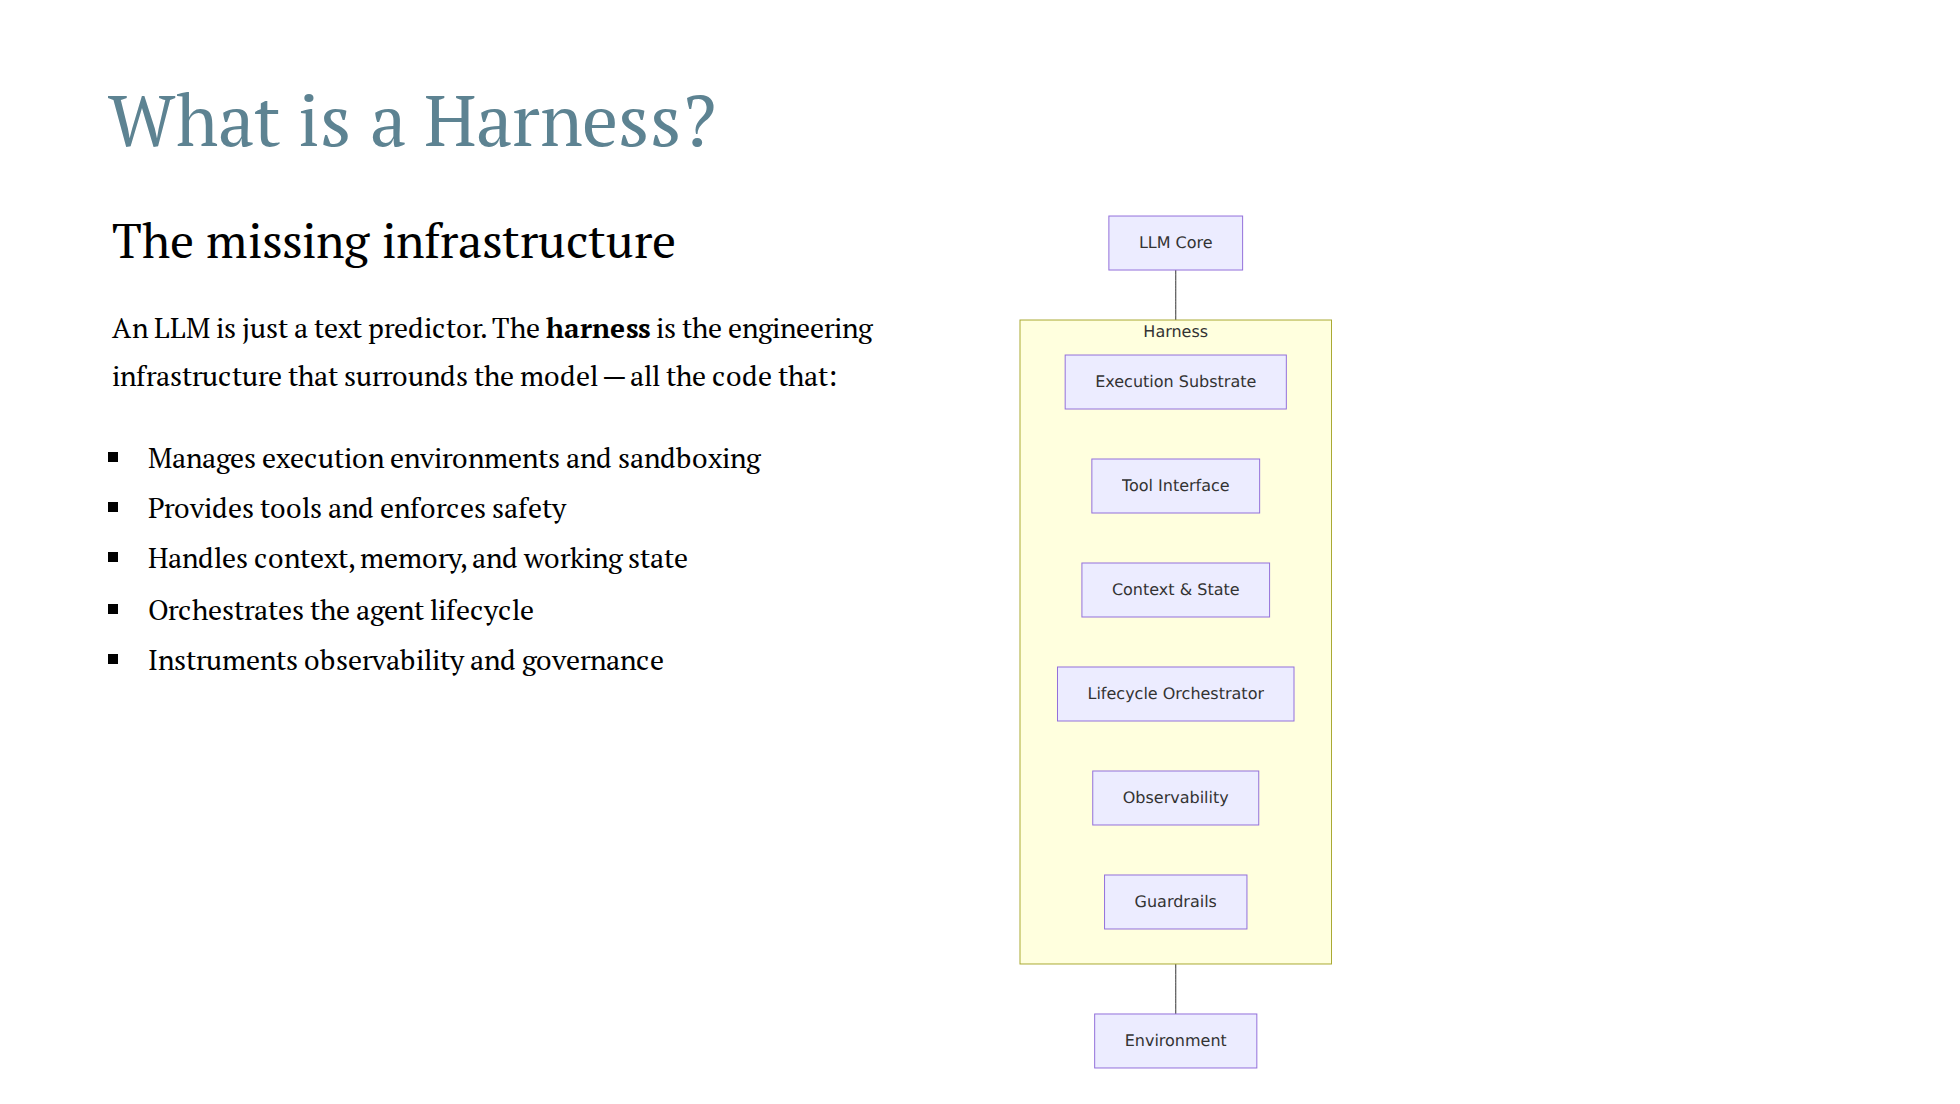 What is a Harness?
The missing infrastructure
An LLM is just a text predictor. The harness is the engineering
infrastructure that surrounds the model — all the code that:
Manages execution environments and sandboxing
Provides tools and enforces safety
Handles context, memory, and working state
Orchestrates the agent lifecycle
Instruments observability and governance
LLM Core
Harness
Execution Substrate
Tool Interface
Context & State
Lifecycle Orchestrator
Observability
Guardrails
Environment